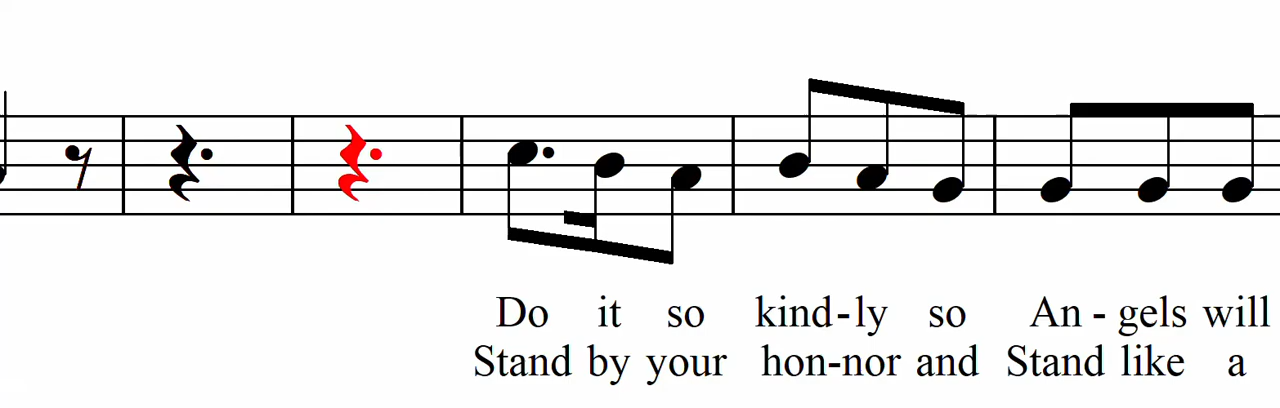 Do it so kind-ly so An - gels will
Stand by your hon-nor and Stand like a